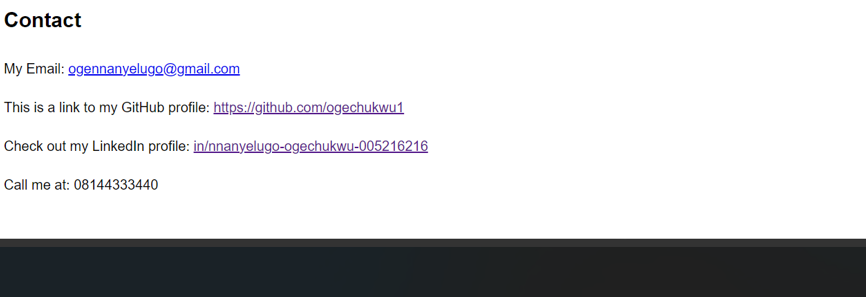 Contact
My Email: ogennanyelugo@gmail.com
This is a link to my GitHub profile: https://github.com/ogechukwu1
Check out my LinkedIn profile: in/nnanyelugo-ogechukwu-005216216
Call me at: 08144333440